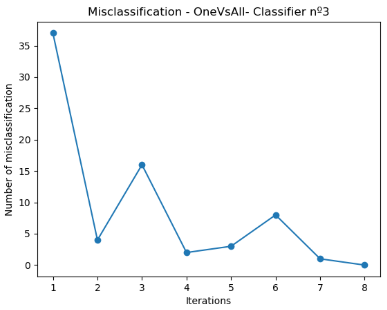 Misclassification - OneVsAll- Classifier nº3
Number of misclassification
35
30
25
20
15
10
5
0
1 2 3 4 5 6 7 8
Iterations